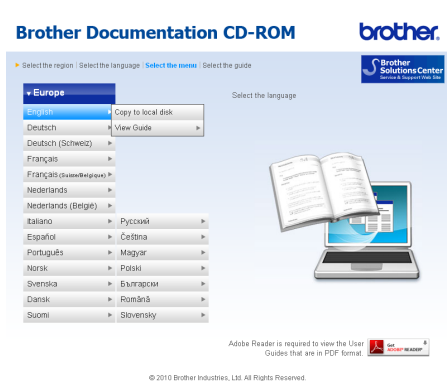 Brother Documentation CD-ROM
brother.
Select the region | Select the language | Select the menu | Select the guide
Brother
Solutions Center
Service & Support Web Site
Europe
Select the language
English
Copy to local disk
Deutsch
View Guide
Deutsch (Schweiz)
Français
Français (Suisse/Belgique)
Nederlands
Nederlands (België)
Italiano
Русский
Español
Čeština
Português
Magyar
Norsk
Polski
Svenska
Български
Dansk
Română
Suomi
Slovensky
Adobe Reader is required to view the User
Guides that are in PDF format.
Get
ADOBE® READER®
© 2010 Brother Industries, Ltd. All Rights Reserved.